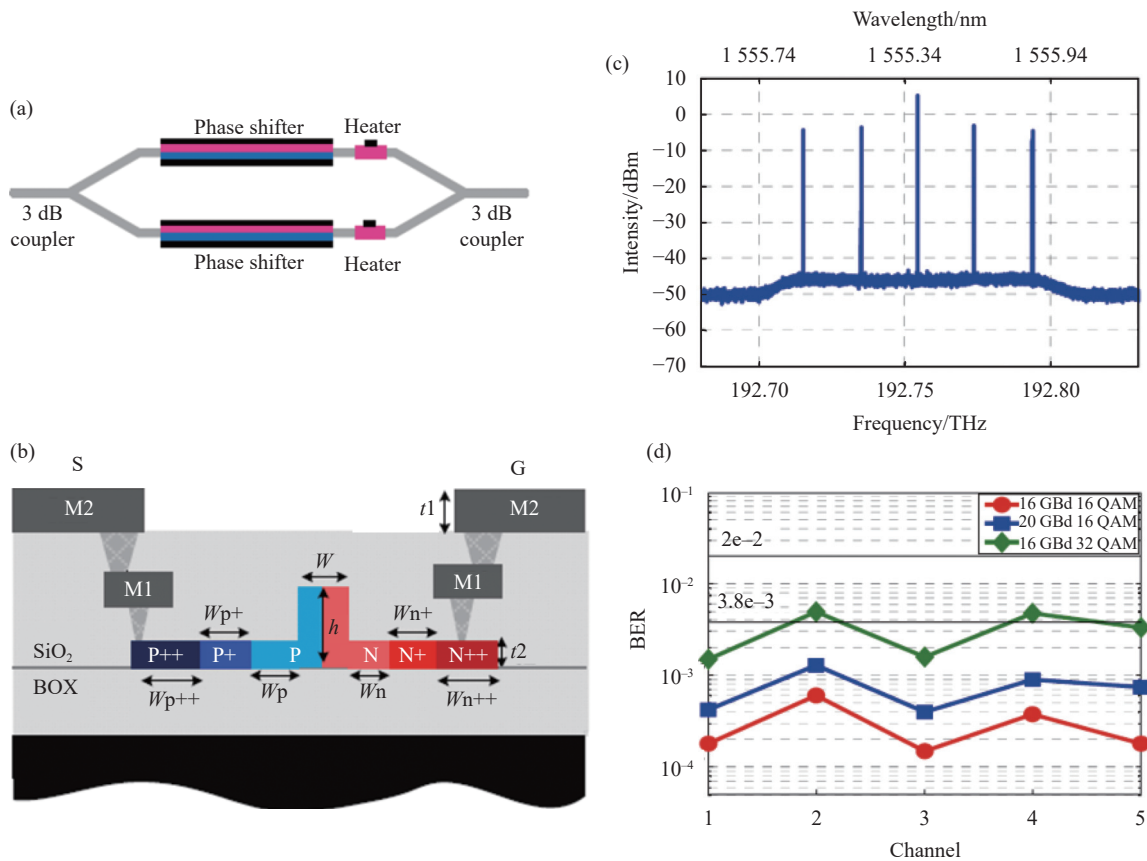 (a)
Phase shifter
Heater
3 dB
coupler
3 dB
coupler
Phase shifter
Heater
(b)
S
G
M2
t1
M2
M1
W
M1
Wp+
h
Wn+
SiO₂
P++
P+
P
N
N+
N++
t2
BOX
Wp++
Wp
Wn
Wn++
(c)
Wavelength/nm
1 555.74
1 555.34
1 555.94
10
0
−10
−20
−30
−40
−50
−60
−70
Intensity/dBm
192.70
192.75
192.80
Frequency/THz
(d)
10⁻¹
10⁻²
10⁻³
10⁻⁴
BER
16 GBd 16 QAM
20 GBd 16 QAM
16 GBd 32 QAM
2e−2
3.8e−3
1
2
3
4
5
Channel